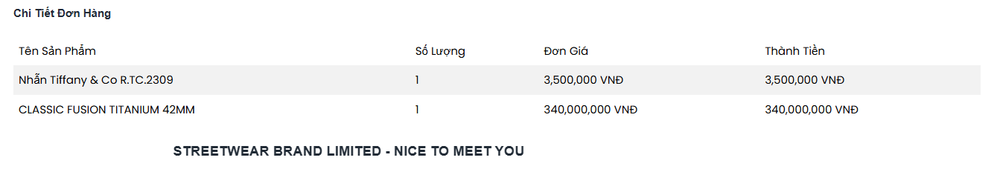 Chi Tiết Đơn Hàng
Tên Sản Phẩm Số Lượng Đơn Giá Thành Tiền
Nhẫn Tiffany & Co R.TC.2309 1 3,500,000 VNĐ 3,500,000 VNĐ
CLASSIC FUSION TITANIUM 42MM 1 340,000,000 VNĐ 340,000,000 VNĐ
STREETWEAR BRAND LIMITED - NICE TO MEET YOU